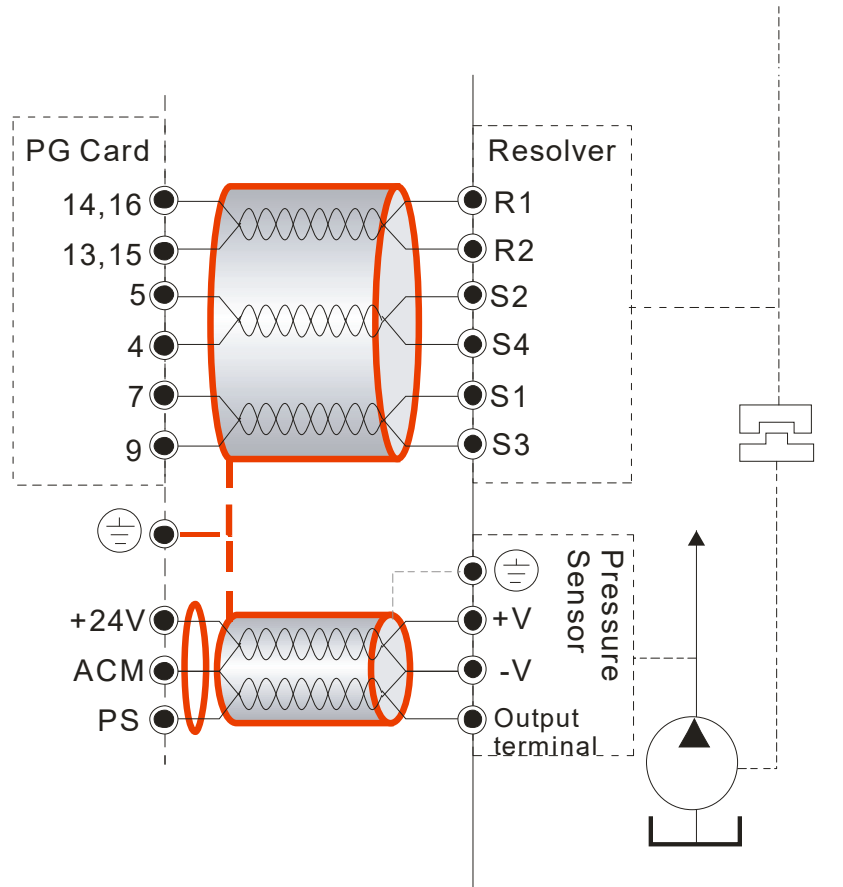 PG Card
14,16
13,15
5
4
7
9
Resolver
R1
R2
S2
S4
S1
S3
+24V
ACM
PS
Pressure
Sensor
+V
-V
Output
terminal